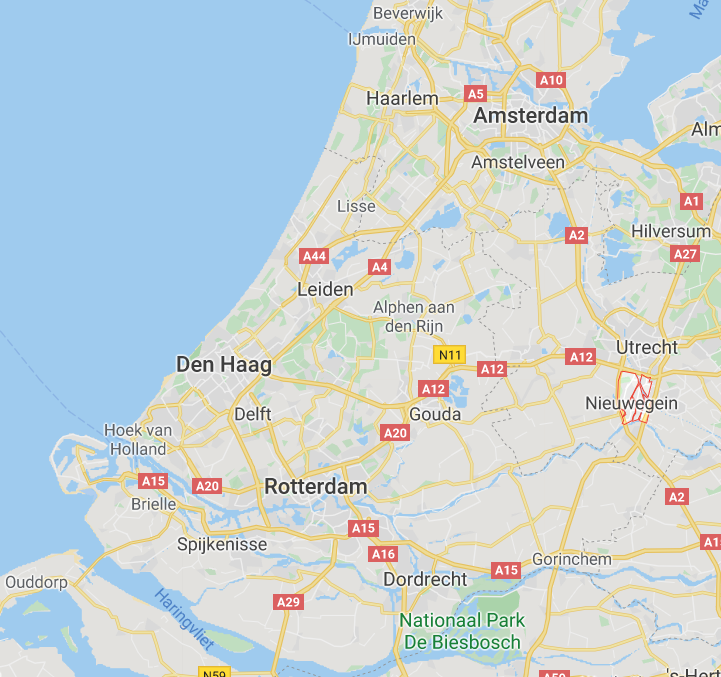 Beverwijk
IJmuiden
A10
A5
Haarlem
Amsterdam
Amstelveen
A1
Lisse
A2
Hilversum
A44
A27
A4
Leiden
Alphen aan
den Rijn
Utrecht
N11
A12
Den Haag
A12
A12
Nieuwegein
Delft
Gouda
Hoek van
Holland
A20
A15
A20
Rotterdam
A2
Brielle
A15
Spijkenisse
A16
Gorinchem
A15
Ouddorp
Dordrecht
Haringvliet
A29
Nationaal Park
De Biesbosch
N59